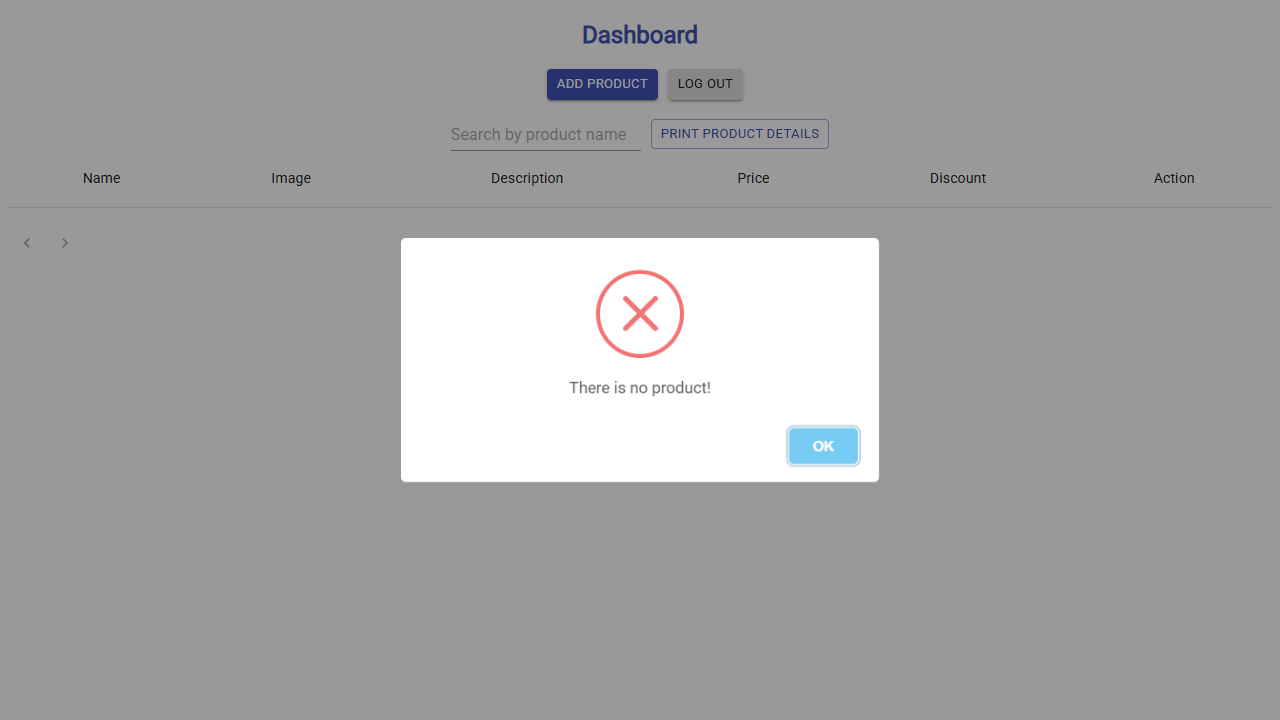 Dashboard
ADD PRODUCT LOG OUT
Search by product name PRINT PRODUCT DETAILS
Name Image Description Price Discount Action
There is no product!
OK